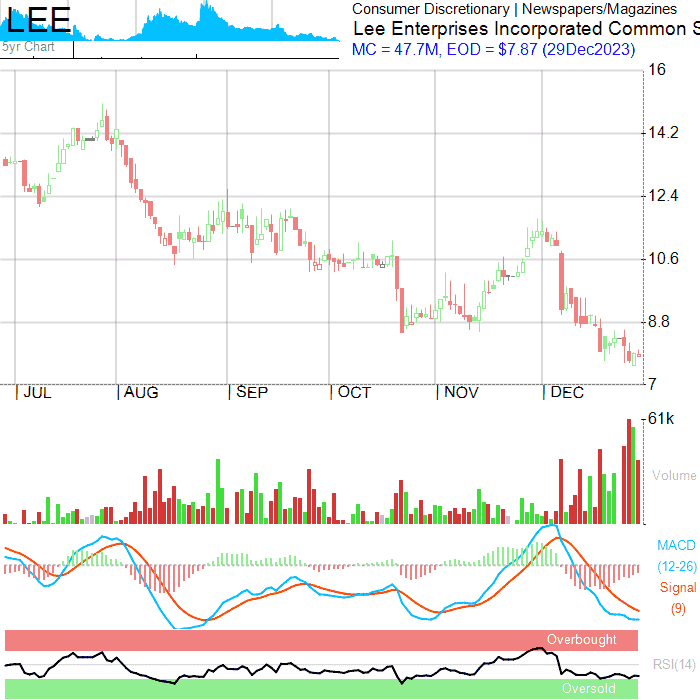 LEE
5yr Chart
Consumer Discretionary | Newspapers/Magazines
Lee Enterprises Incorporated Common S
MC = 47.7M, EOD = $7.87 (29Dec2023)
16
14.2
12.4
10.6
8.8
7
JUL AUG SEP OCT NOV DEC
61k
Volume
MACD
(12-26)
Signal
(9)
Overbought
RSI(14)
Oversold